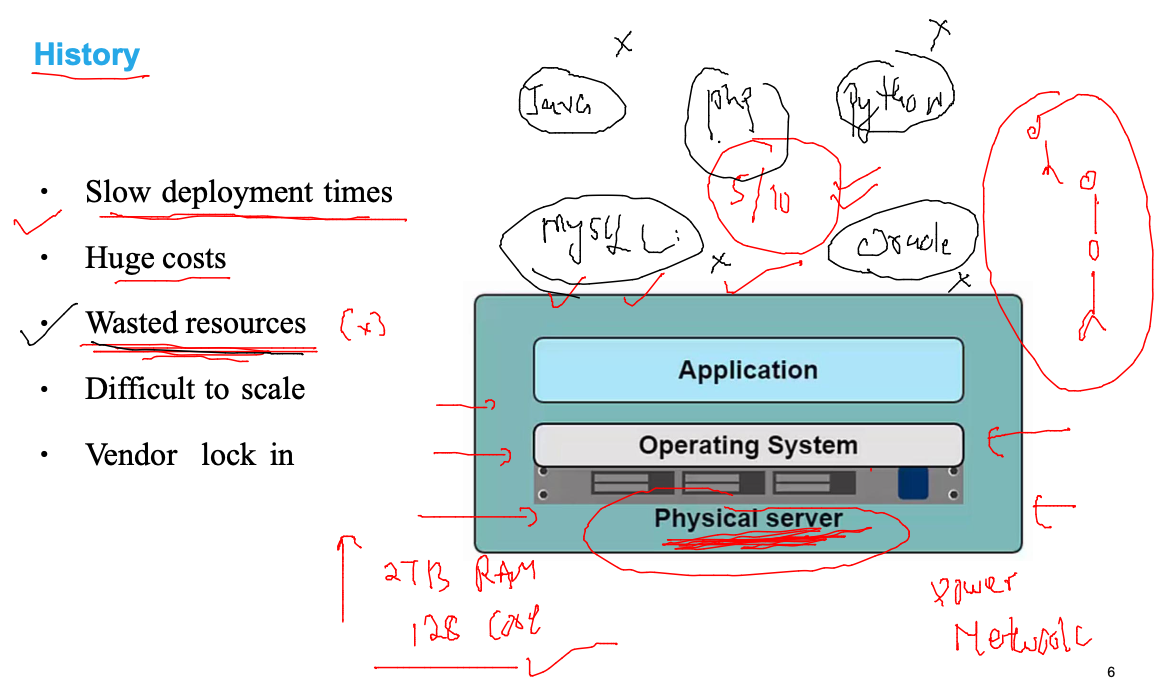 History
x
x
Java
php
Python
• Slow deployment times
5/10
MySQL
Oracle
• Huge costs
x
x
• Wasted resources
(x)
Application
• Difficult to scale
Operating System
• Vendor lock in
Physical server
2TB RAM
128 Core
Power
Network
6